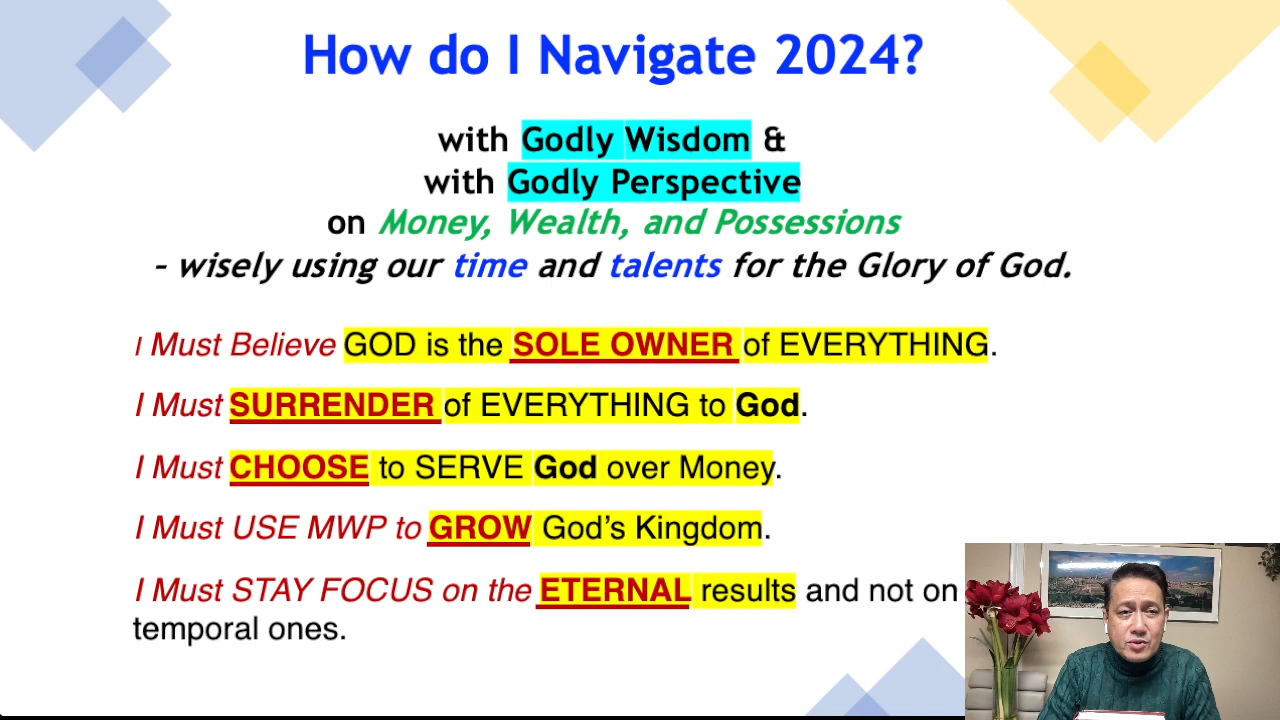 How do I Navigate 2024?
with Godly Wisdom &
with Godly Perspective
on Money, Wealth, and Possessions
- wisely using our time and talents for the Glory of God.
I Must Believe GOD is the SOLE OWNER of EVERYTHING.
I Must SURRENDER of EVERYTHING to God.
I Must CHOOSE to SERVE God over Money.
I Must USE MWP to GROW God's Kingdom.
I Must STAY FOCUS on the ETERNAL results and not on
temporal ones.